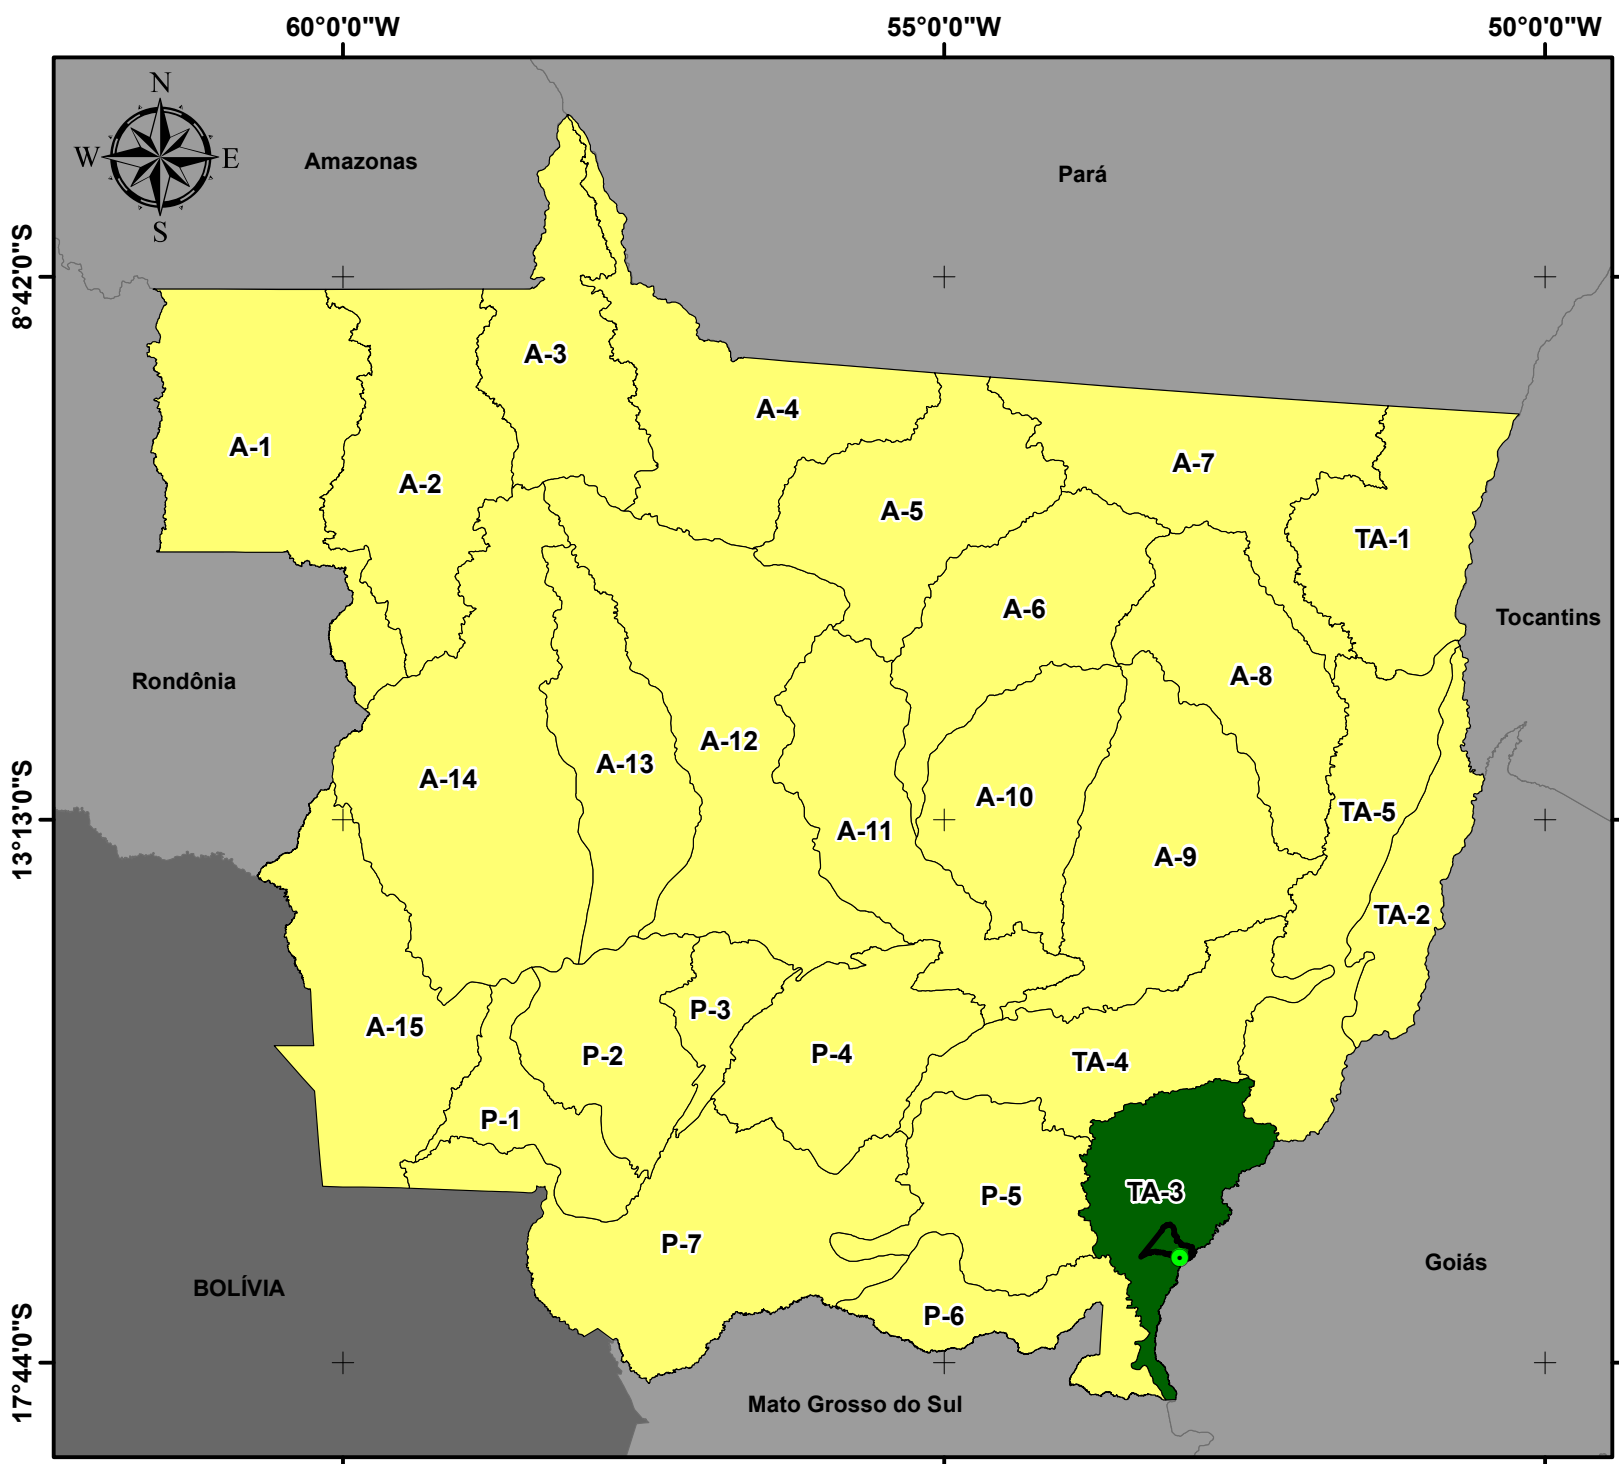 60°0'0"W 55°0'0"W 50°0'0"W
N
W E
S
Amazonas
Pará
8°42'0"S
A-3
A-4
A-1
A-7
A-2
A-5
TA-1
A-6
Tocantins
Rondônia
A-8
A-12
A-13
A-14
A-10
TA-5
13°13'0"S
A-11
A-9
TA-2
P-3
A-15
P-2
P-4
TA-4
P-1
TA-3
P-5
P-7
Goiás
BOLÍVIA
P-6
17°44'0"S
Mato Grosso do Sul